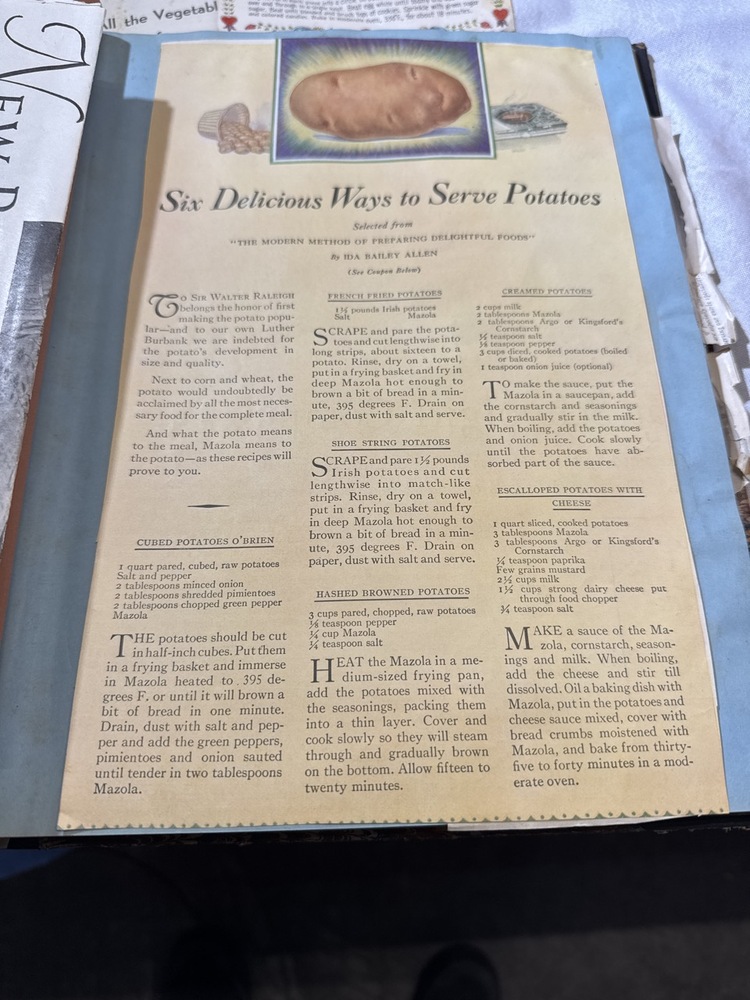 All the Vegetabl
NEW
Six Delicious Ways to Serve Potatoes
Selected from
"THE MODERN METHOD OF PREPARING DELIGHTFUL FOODS"
By IDA BAILEY ALLEN
(See Coupon Below)
TO SIR WALTER RALEIGH
belongs the honor of first
making the potato popu-
lar—and to our own Luther
Burbank we are indebted for
the potato's development in
size and quality.
Next to corn and wheat, the
potato would undoubtedly be
acclaimed by all the most neces-
sary food for the complete meal.
And what the potato means
to the meal, Mazola means to
the potato—as these recipes will
prove to you.
CUBED POTATOES O'BRIEN
1 quart pared, cubed, raw potatoes
Salt and pepper
2 tablespoons minced onion
2 tablespoons shredded pimientoes
2 tablespoons chopped green pepper
Mazola
THE potatoes should be cut
in half-inch cubes. Put them
in a frying basket and immerse
in Mazola heated to 395 de-
grees F. or until it will brown a
bit of bread in one minute.
Drain, dust with salt and pep-
per and add the green peppers,
pimientoes and onion sauted
until tender in two tablespoons
Mazola.
FRENCH FRIED POTATOES
1½ pounds Irish potatoes
Salt Mazola
SCRAPE and pare the pota-
toes and cut lengthwise into
long strips, about sixteen to a
potato. Rinse, dry on a towel,
put in a frying basket and fry in
deep Mazola hot enough to
brown a bit of bread in a min-
ute, 395 degrees F. Drain on
paper, dust with salt and serve.
SHOE STRING POTATOES
SCRAPE and pare 1½ pounds
Irish potatoes and cut
lengthwise into match-like
strips. Rinse, dry on a towel,
put in a frying basket and fry
in deep Mazola hot enough to
brown a bit of bread in a min-
ute, 395 degrees F. Drain on
paper, dust with salt and serve.
HASHED BROWNED POTATOES
3 cups pared, chopped, raw potatoes
⅛ teaspoon pepper
¼ cup Mazola
¾ teaspoon salt
HEAT the Mazola in a me-
dium-sized frying pan,
add the potatoes mixed with
the seasonings, packing them
into a thin layer. Cover and
cook slowly so they will steam
through and gradually brown
on the bottom. Allow fifteen to
twenty minutes.
CREAMED POTATOES
2 cups milk
2 tablespoons Mazola
2 tablespoons Argo or Kingsford's
Cornstarch
teaspoon salt
⅛ teaspoon pepper
3 cups diced, cooked potatoes (boiled
or baked)
1 teaspoon onion juice (optional)
TO make the sauce, put the
Mazola in a saucepan, add
the cornstarch and seasonings
and gradually stir in the milk.
When boiling, add the potatoes
and onion juice. Cook slowly
until the potatoes have ab-
sorbed part of the sauce.
ESCALLOPED POTATOES WITH
CHEESE
1 quart sliced, cooked potatoes
3 tablespoons Mazola
3 tablespoons Argo or Kingsford's
Cornstarch
¼ teaspoon paprika
Few grains mustard
2½ cups milk
1½ cups strong dairy cheese put
through food chopper
¾ teaspoon salt
MAKE a sauce of the Ma-
zola, cornstarch, season-
ings and milk. When boiling,
add the cheese and stir till
dissolved. Oil a baking dish with
Mazola, put in the potatoes and
cheese sauce mixed, cover with
bread crumbs moistened with
Mazola, and bake from thirty-
five to forty minutes in a mod-
erate oven.